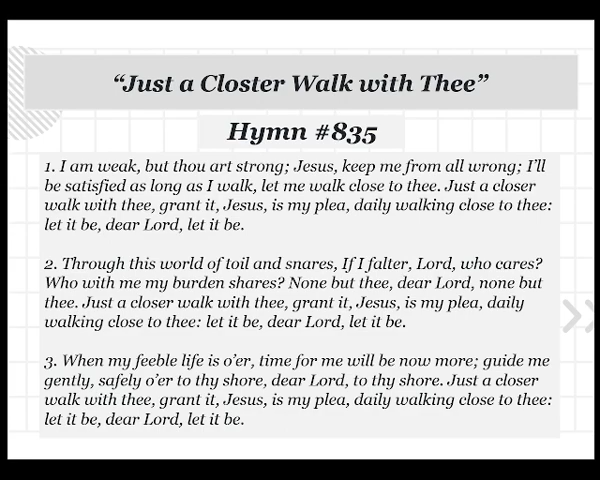 “Just a Closter Walk with Thee”
Hymn #835
1. I am weak, but thou art strong; Jesus, keep me from all wrong; I’ll
be satisfied as long as I walk, let me walk close to thee. Just a closer
walk with thee, grant it, Jesus, is my plea, daily walking close to thee:
let it be, dear Lord, let it be.
2. Through this world of toil and snares, If I falter, Lord, who cares?
Who with me my burden shares? None but thee, dear Lord, none but
thee. Just a closer walk with thee, grant it, Jesus, is my plea, daily
walking close to thee: let it be, dear Lord, let it be.
3. When my feeble life is o’er, time for me will be now more; guide me
gently, safely o’er to thy shore, dear Lord, to thy shore. Just a closer
walk with thee, grant it, Jesus, is my plea, daily walking close to thee:
let it be, dear Lord, let it be.